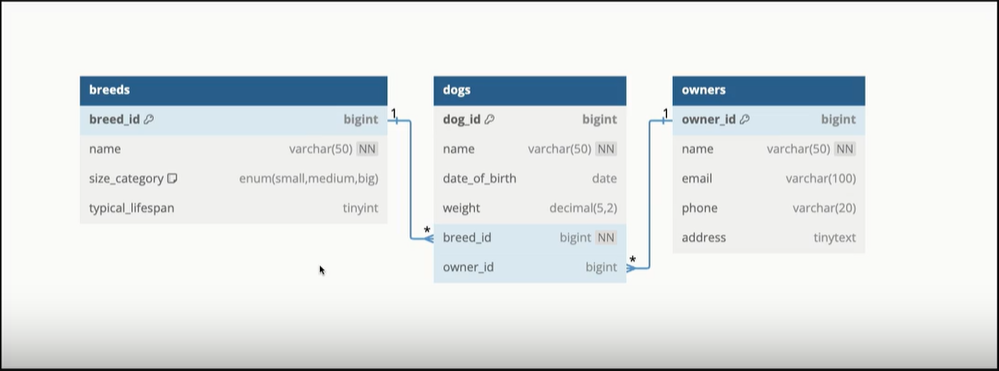 breeds
breed_id bigint
name varchar(50) NN
size_category enum(small,medium,big)
typical_lifespan tinyint
1
*
dogs
dog_id bigint
name varchar(50) NN
date_of_birth date
weight decimal(5,2)
breed_id bigint NN
owner_id bigint
1
*
owners
owner_id bigint
name varchar(50) NN
email varchar(100)
phone varchar(20)
address tinytext